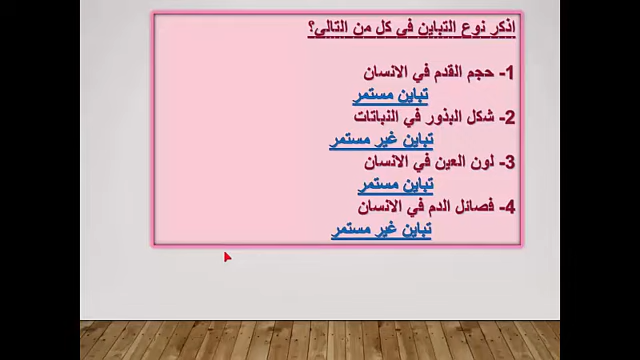 اذكر نوع التباين في كل من التالي؟
1- حجم القدم في الانسان
تباين مستمر
2- شكل البذور في النباتات
تباين غير مستمر
3- لون العين في الانسان
تباين مستمر
4- فصائل الدم في الانسان
تباين غير مستمر